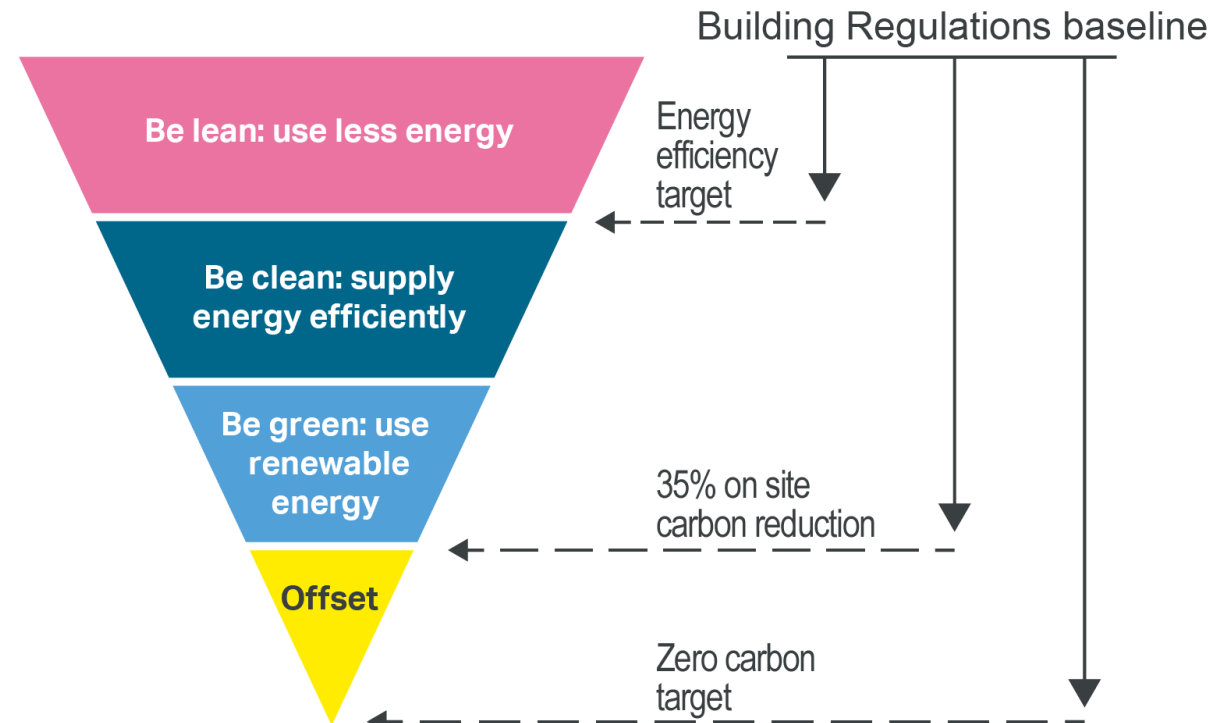 Building Regulations baseline
Be lean: use less energy
Energy
efficiency
target
Be clean: supply
energy efficiently
Be green: use
renewable
energy
35% on site
carbon reduction
Offset
Zero carbon
target